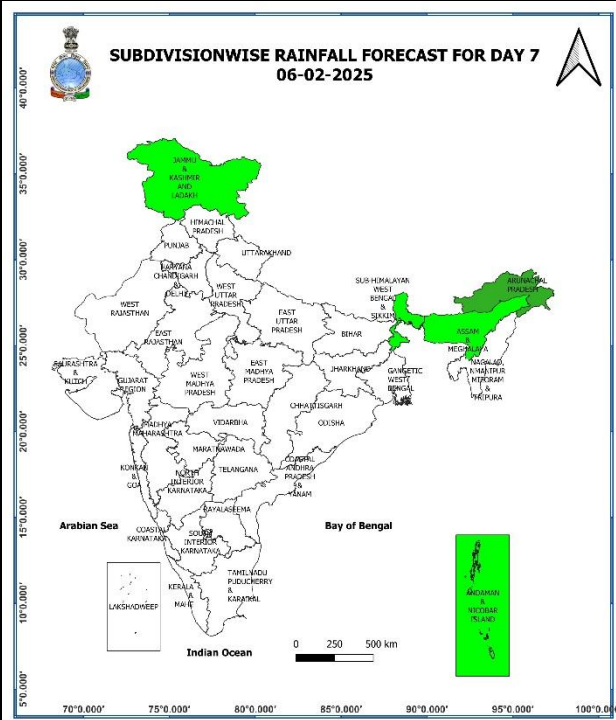 SUBDIVISIONWISE RAINFALL FORECAST FOR DAY 7
06-02-2025
40°0.000'
35°0.000'
30°0.000'
25°0.000'
20°0.000'
15°0.000'
10°0.000'
5°0.000'
JAMMU
&
KASHMIR
AND
LADAKH
HIMACHAL
PRADESH
PUNJAB
UTTARAKHAND
HARYANA
CHANDIGARH
&
DELHI
WEST
UTTAR
PRADESH
SUB-HIMALAYAN
WEST
BENGAL
&
SIKKIM
ARUNACHAL
PRADESH
WEST
RAJASTHAN
EAST
UTTAR
PRADESH
EAST
RAJASTHAN
BIHAR
ASSAM
&
MEGHALAYA
SAURASHTRA
&
KUTCH
GUJARAT
REGION
WEST
MADHYA
PRADESH
EAST
MADHYA
PRADESH
JHARKHAND
GANGETIC
WEST
BENGAL
NAGALAD,
NMANIPUR
MIZORAM
&
TRIPURA
CHHATTISGARH
ODISHA
MADHYA
MAHARASHTRA
VIDARBHA
MARATHAWADA
KONKAN
&
GOA
NORTH
INTERIOR
KARNATAKA
TELANGANA
COASTAL
ANDHRA
PRADESH
&
YANAM
RAYALASEEMA
Arabian Sea
Bay of Bengal
COASTAL
KARNATAKA
SOUTH
INTERIOR
KARNATAKA
TAMILNADU
PUDUCHERRY
&
KARAIKAL
KERALA
&
MAHE
LAKSHADWEEP
ANDAMAN
&
NICOBAR
ISLAND
Indian Ocean
0 250 500 km
70°0.000' 75°0.000' 80°0.000' 85°0.000' 90°0.000' 95°0.000' 100°0.00